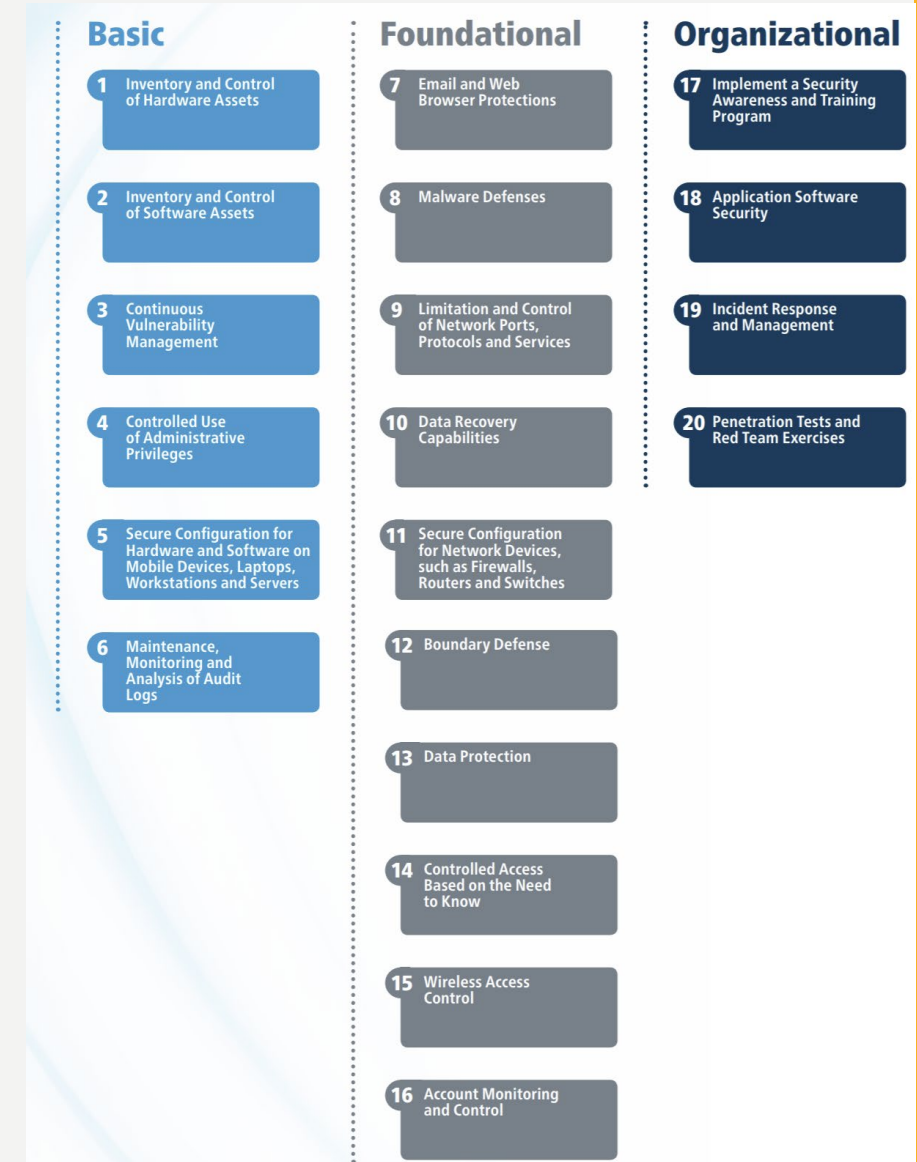 Basic
1 Inventory and Control
of Hardware Assets
2 Inventory and Control
of Software Assets
3 Continuous
Vulnerability
Management
4 Controlled Use
of Administrative
Privileges
5 Secure Configuration for
Hardware and Software on
Mobile Devices, Laptops,
Workstations and Servers
6 Maintenance,
Monitoring and
Analysis of Audit
Logs
Foundational
7 Email and Web
Browser Protections
8 Malware Defenses
9 Limitation and Control
of Network Ports,
Protocols and Services
10 Data Recovery
Capabilities
11 Secure Configuration
for Network Devices,
such as Firewalls,
Routers and Switches
12 Boundary Defense
13 Data Protection
14 Controlled Access
Based on the Need
to Know
15 Wireless Access
Control
16 Account Monitoring
and Control
Organizational
17 Implement a Security
Awareness and Training
Program
18 Application Software
Security
19 Incident Response
and Management
20 Penetration Tests and
Red Team Exercises